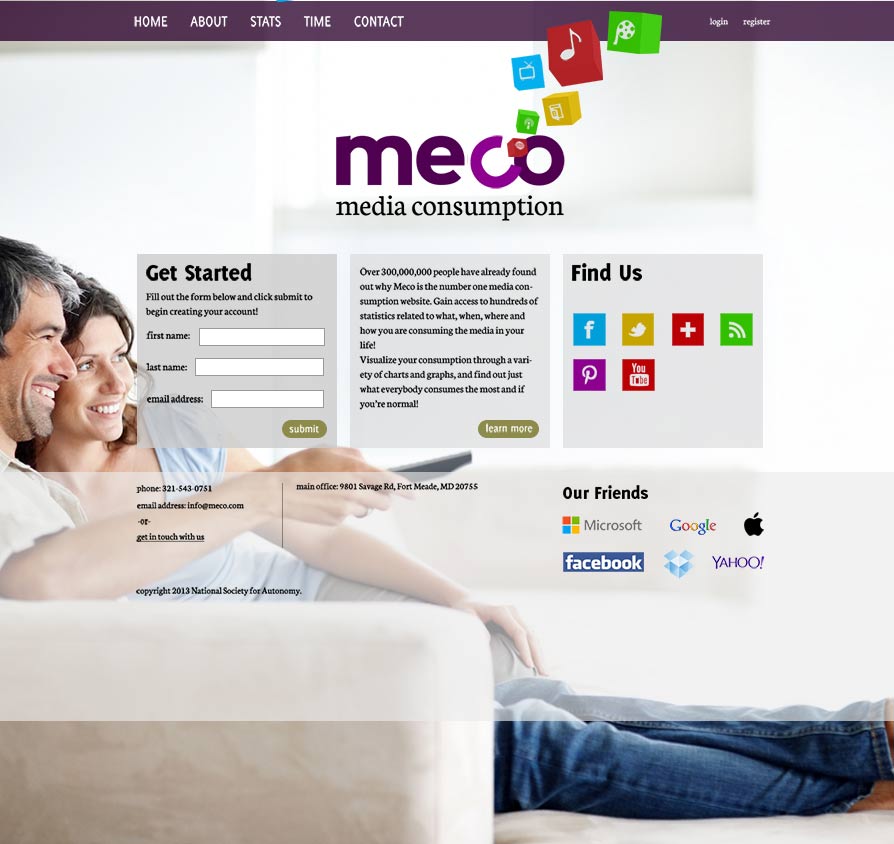 HOME ABOUT STATS TIME CONTACT login register
meco
media consumption
Get Started
Fill out the form below and click submit to
begin creating your account!
first name:
last name:
email address:
submit
Over 300,000,000 people have already found
out why Meco is the number one media con-
sumption website. Gain access to hundreds of
statistics related to what, when, where and
how you are consuming the media in your
life!
Visualize your consumption through a vari-
ety of charts and graphs, and find out just
what everybody consumes the most and if
you're normal!
learn more
Find Us
f
You
Tube
phone: 321-543-0751
email address: info@meco.com
-or-
get in touch with us
main office: 9801 Savage Rd, Fort Meade, MD 20755
copyright 2013 National Society for Autonomy.
Our Friends
Microsoft Google
facebook YAHOO!